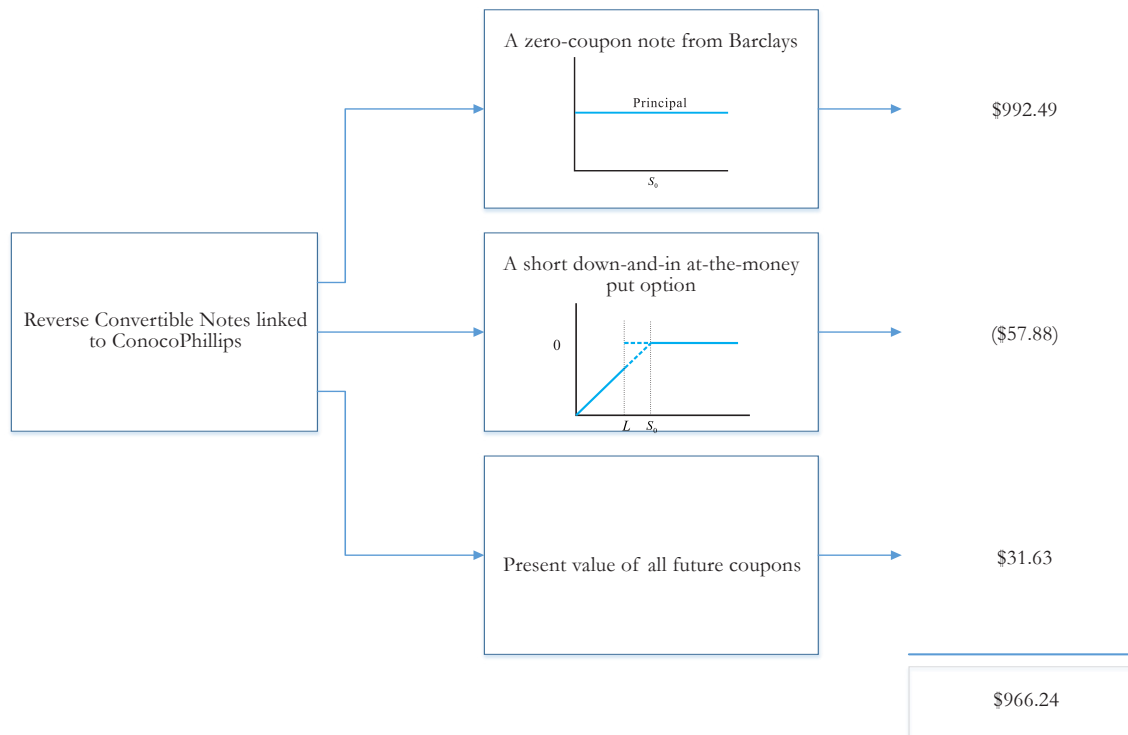 A zero-coupon note from Barclays
Principal
S₀
$992.49
Reverse Convertible Notes linked
to ConocoPhillips
A short down-and-in at-the-money
put option
0
L S₀
($57.88)
Present value of all future coupons
$31.63
$966.24